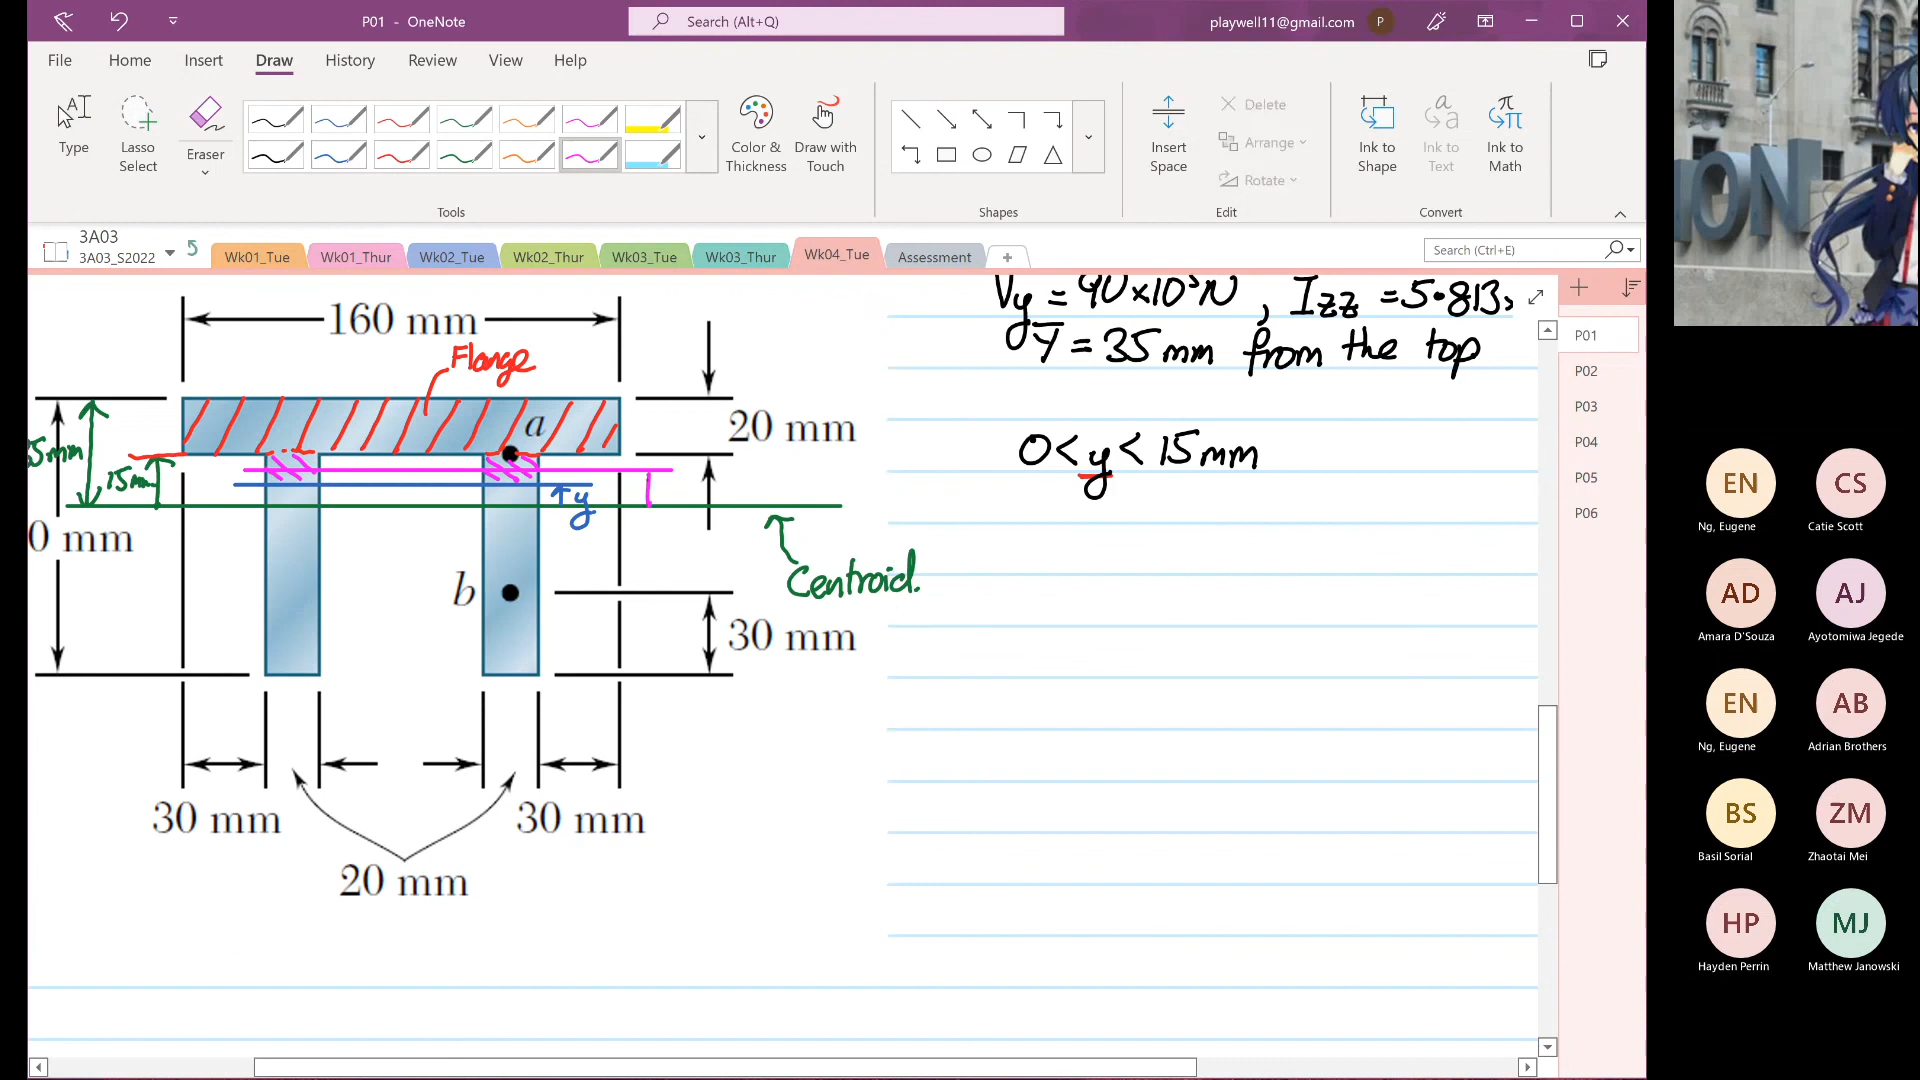 P01 - OneNote
Search (Alt+Q)
playwell11@gmail.com
P
File
Home
Insert
Draw
History
Review
View
Help
Type
Lasso Select
Eraser
Color & Thickness
Draw with Touch
Insert Space
Delete
Arrange
Rotate
Ink to Shape
Ink to Text
Ink to Math
Tools
Shapes
Edit
Convert
3A03
3A03_S2022
Wk01_Tue
Wk01_Thur
Wk02_Tue
Wk02_Thur
Wk03_Tue
Wk03_Thur
Wk04_Tue
Assessment
Search (Ctrl+E)
P01
P02
P03
P04
P05
P06
Vy = 90×10³N , Izz = 5.813
ȳ = 35mm from the top
0 < y < 15mm
160 mm
Flange
a
20 mm
5mm
15mm
y
0 mm
Centroid.
b
30 mm
30 mm
30 mm
20 mm
ION
EN
Ng, Eugene
CS
Catie Scott
AD
Amara D'Souza
AJ
Ayotomiwa Jegede
EN
Ng, Eugene
AB
Adrian Brothers
BS
Basil Sorial
ZM
Zhaotai Mei
HP
Hayden Perrin
MJ
Matthew Janowski